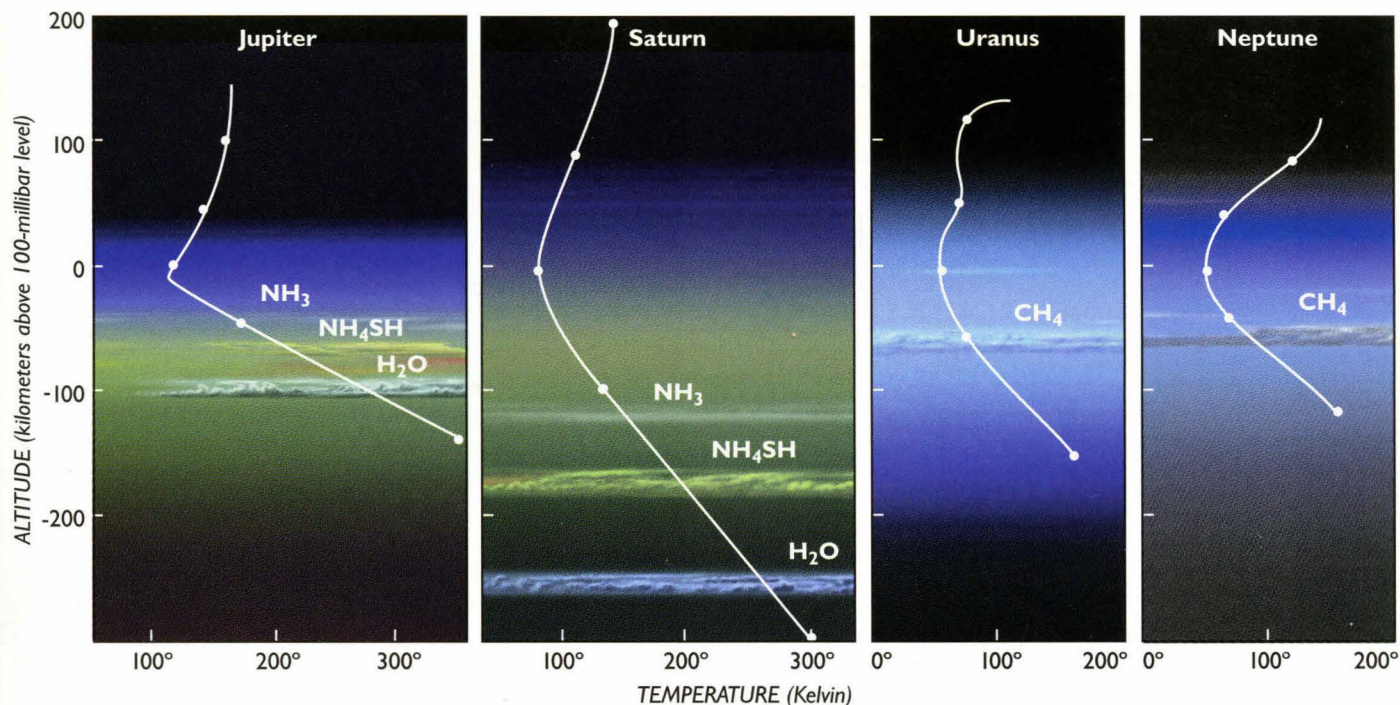 Jupiter
Saturn
Uranus
Neptune
ALTITUDE (kilometers above 100-millibar level)
200
100
0
-100
-200
NH₃
NH₄SH
H₂O
NH₃
NH₄SH
H₂O
CH₄
CH₄
100° 200° 300°
100° 200° 300°
0° 100° 200°
0° 100° 200°
TEMPERATURE (Kelvin)